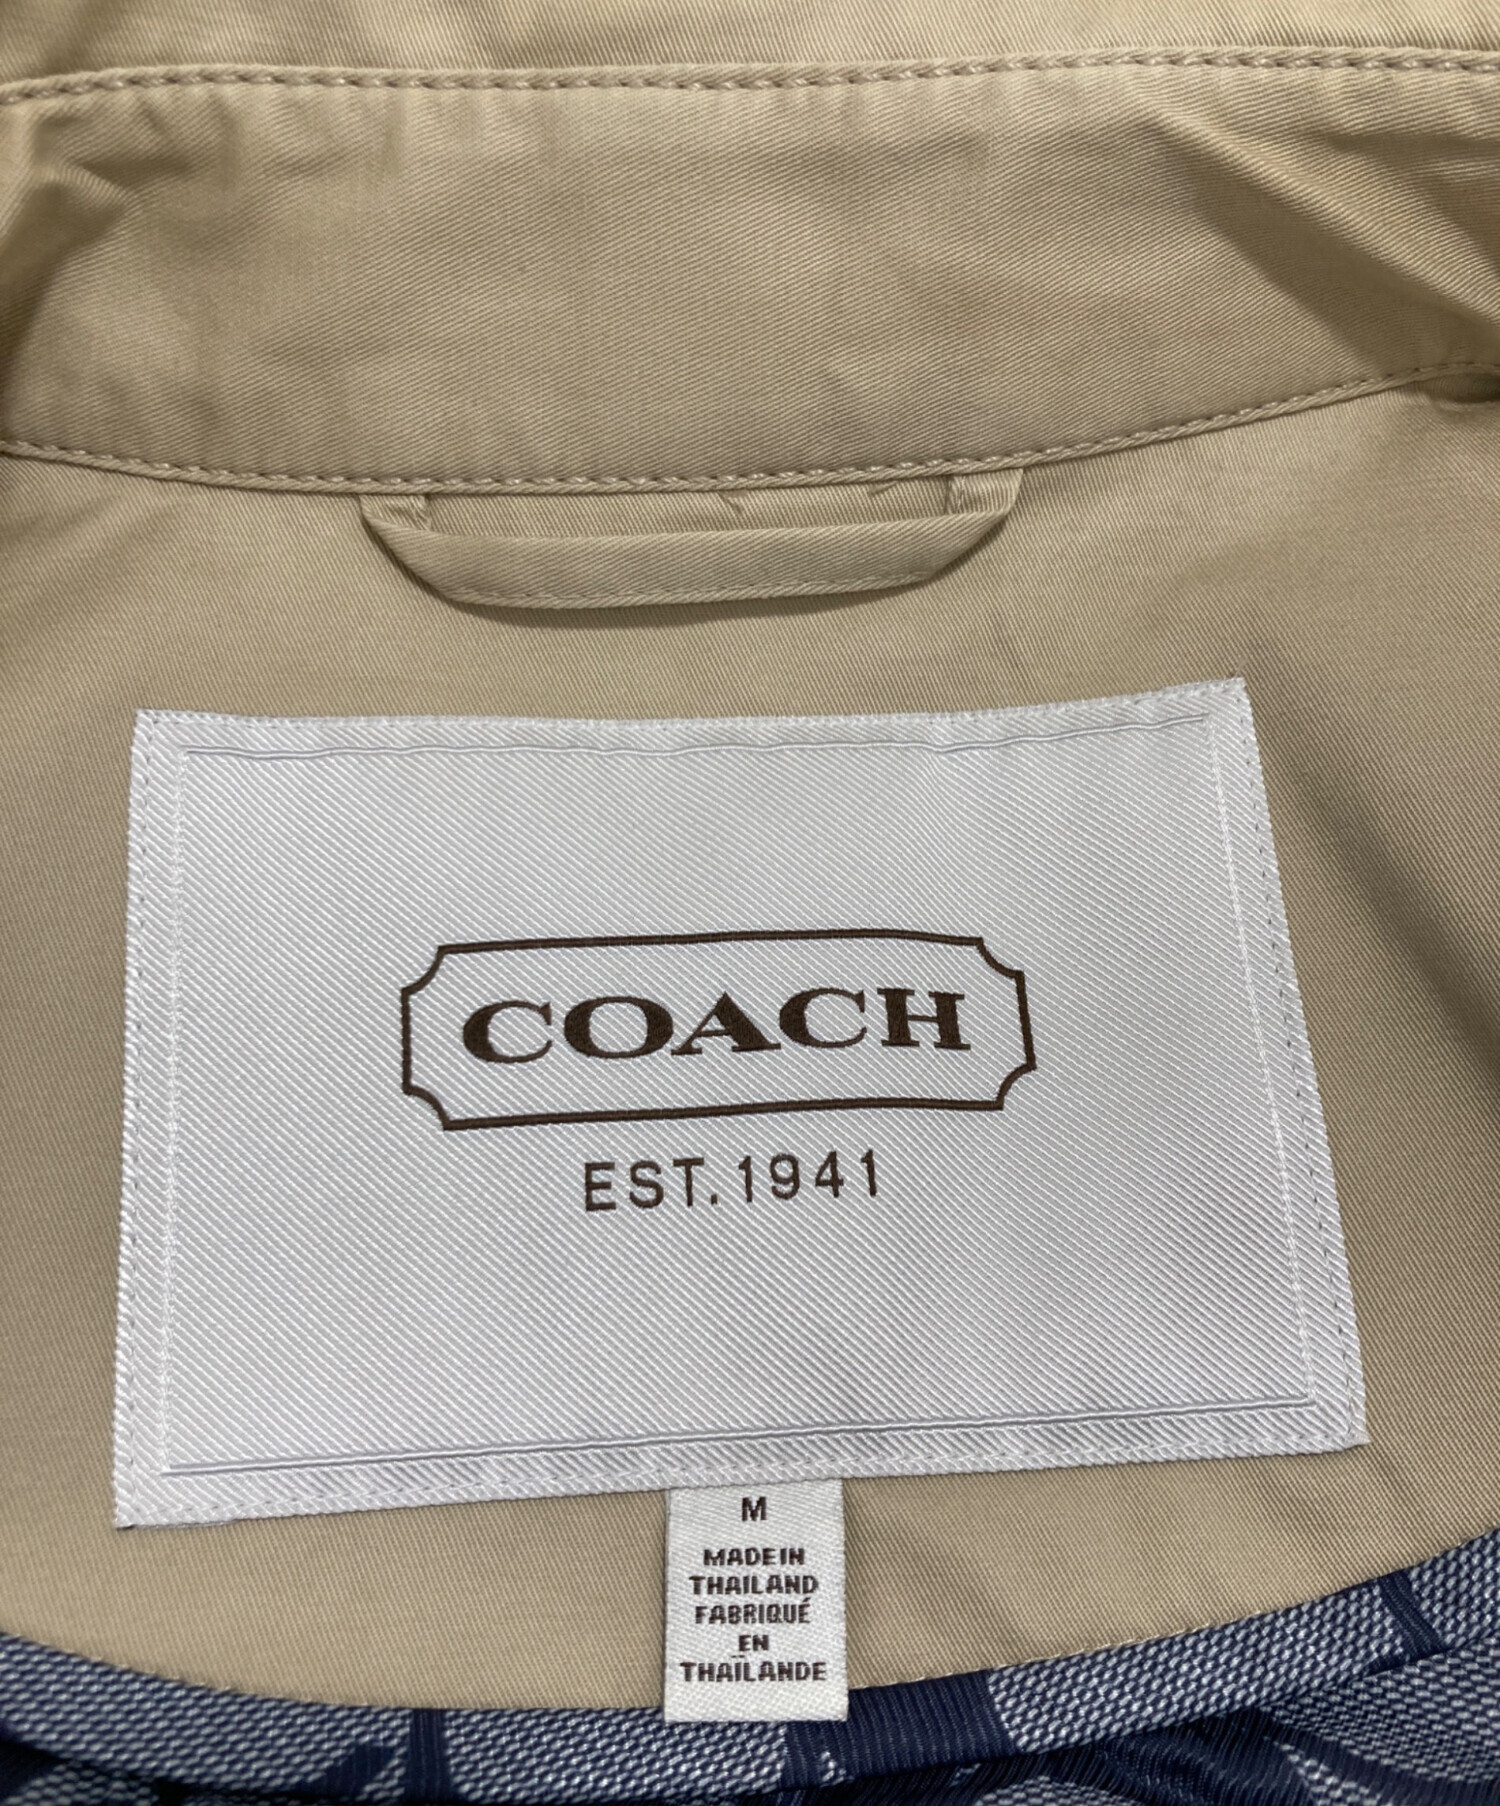 COACH
EST.1941
M
MADE IN
THAILAND
FABRIQUÉ
EN
THAÏLANDE